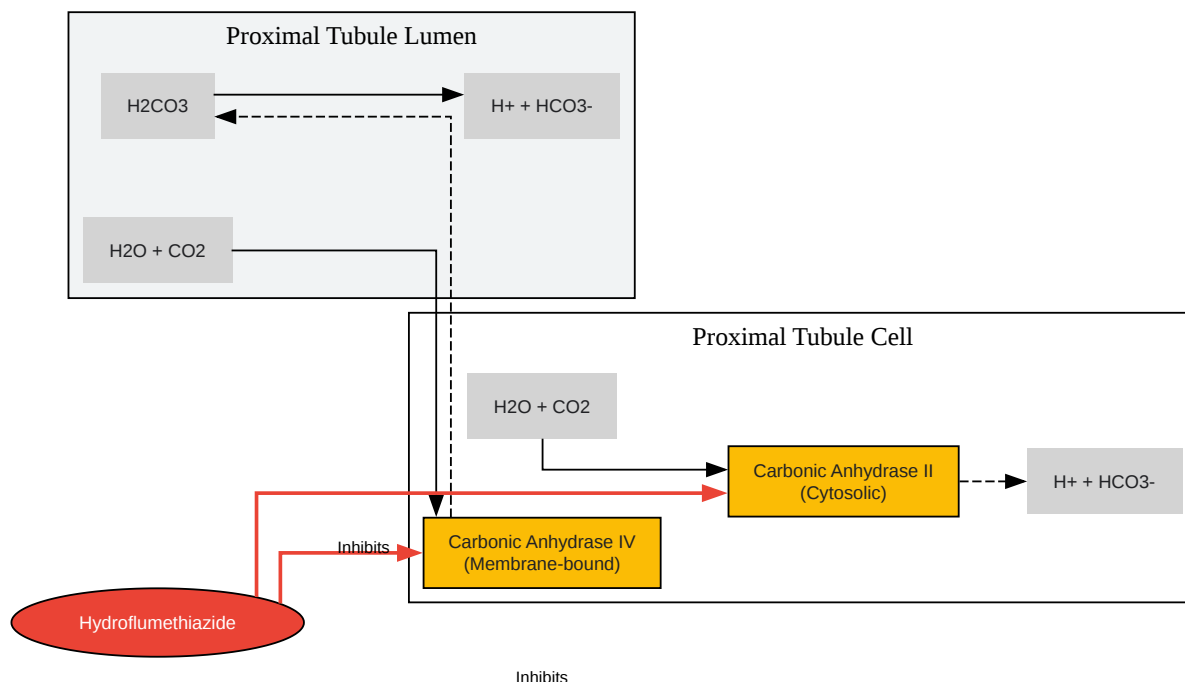 Proximal Tubule Lumen
H2CO3
H+ + HCO3-
H2O + CO2
Proximal Tubule Cell
H2O + CO2
Carbonic Anhydrase II
(Cytosolic)
H+ + HCO3-
Carbonic Anhydrase IV
(Membrane-bound)
Inhibits
Hydroflumethiazide
Inhibits